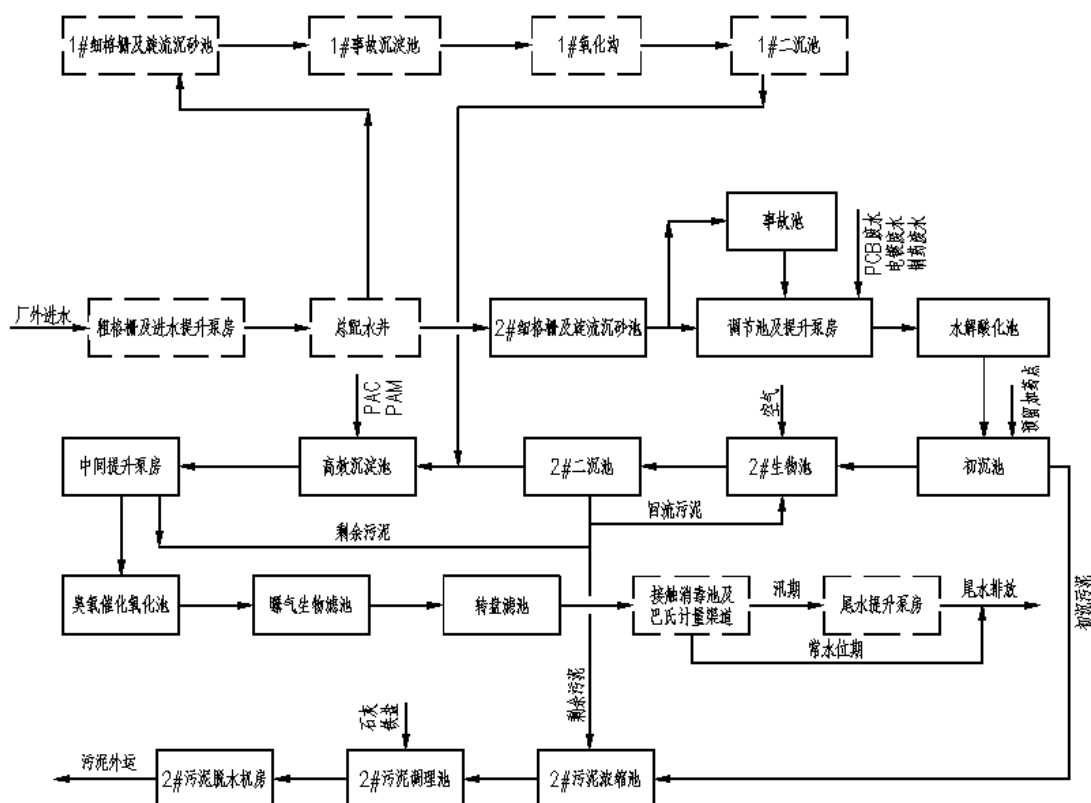 1#细格栅及旋流沉砂池
1#事故沉淀池
1#氧化沟
1#二沉池
事故池
PCB废水
电镀废水
制药废水
厂外进水
粗格栅及进水提升泵房
总配水井
2#细格栅及旋流沉砂池
调节池及提升泵房
水解酸化池
PAC
PAM
空气
预留加药点
中间提升泵房
高效沉淀池
2#二沉池
2#生物池
初沉池
剩余污泥
回流污泥
臭氧催化氧化池
曝气生物滤池
转盘滤池
接触消毒池及
巴氏计量渠道
汛期
尾水提升泵房
尾水排放
常水位期
初沉污泥
剩余污泥
石灰
铁盐
污泥外运
2#污泥脱水机房
2#污泥调理池
2#污泥浓缩池